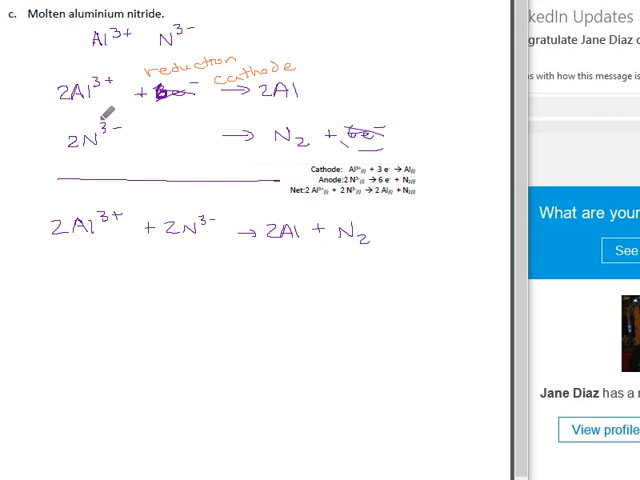 c. Molten aluminium nitride.
Al³⁺ N³⁻
reduction
cathode
2Al³⁺ + 6e⁻ → 2Al
2N³⁻ → N₂ + 6e⁻
Cathode: Al³⁺(l) + 3 e⁻ → Al(l)
Anode:2 N³⁻(l) → 6 e⁻ + N₂(l)
Net:2 Al³⁺(l) + 2 N³⁻(l) → 2 Al(l) + N₂(l)
2Al³⁺ + 2N³⁻ → 2Al + N₂
kedIn Updates
gratulate Jane Diaz o
s with how this message is
What are your
See
Jane Diaz has a n
View profile